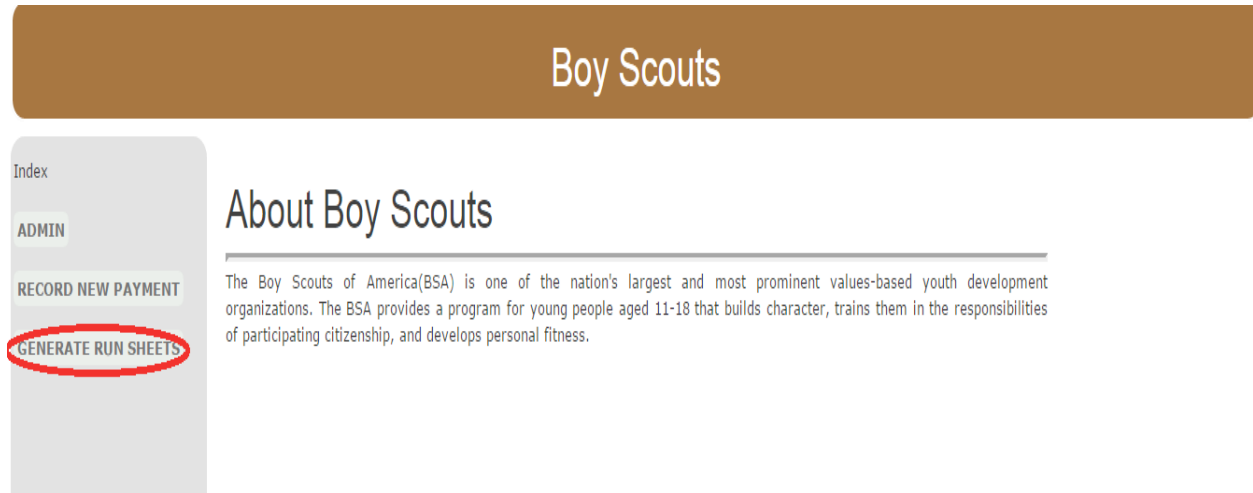 Boy Scouts
Index
ADMIN
RECORD NEW PAYMENT
GENERATE RUN SHEETS
About Boy Scouts
The Boy Scouts of America(BSA) is one of the nation's largest and most prominent values-based youth development
organizations. The BSA provides a program for young people aged 11-18 that builds character, trains them in the responsibilities
of participating citizenship, and develops personal fitness.